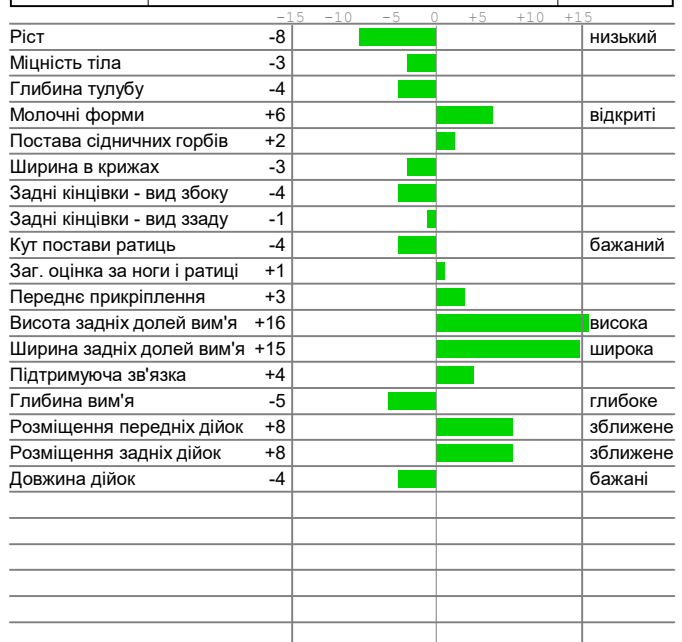 -15 -10 -5 0 +5 +10 +15
Ріст -8 низький
Міцність тіла -3
Глибина тулубу -4
Молочні форми +6 відкриті
Постава сідничних горбів +2
Ширина в крижах -3
Задні кінцівки - вид збоку -4
Задні кінцівки - вид ззаду -1
Кут постави ратиць -4 бажаний
Заг. оцінка за ноги і ратиці +1
Переднє прикріплення +3
Висота задніх долей вим'я +16 висока
Ширина задніх долей вим'я +15 широка
Підтримуюча зв'язка +4
Глибина вим'я -5 глибоке
Розміщення передніх дійок +8 зближене
Розміщення задніх дійок +8 зближене
Довжина дійок -4 бажані